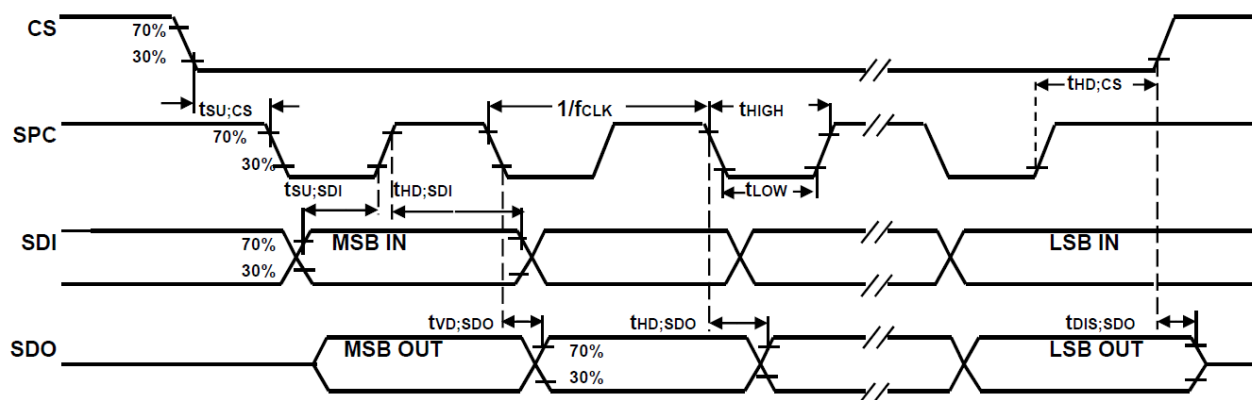 CS
70%
30%
tSU;CS
1/fCLK
tHIGH
tHD;CS
SPC
70%
30%
tLOW
tSU;SDI
tHD;SDI
SDI
70%
30%
MSB IN
LSB IN
tVD;SDO
tHD;SDO
tDIS;SDO
SDO
MSB OUT
70%
30%
LSB OUT